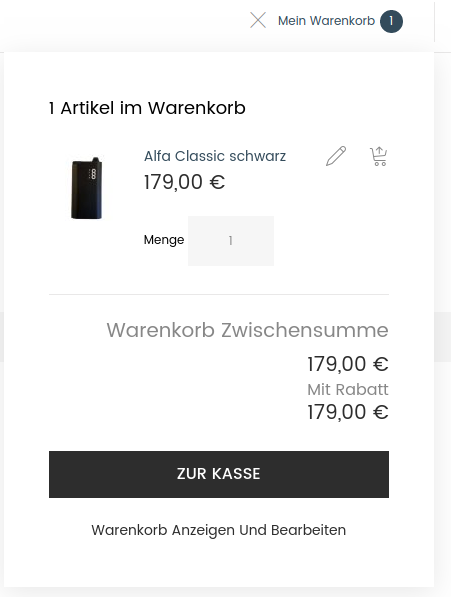 Mein Warenkorb 1
1 Artikel im Warenkorb
Alfa Classic schwarz
179,00 €
Menge 1
Warenkorb Zwischensumme
179,00 €
Mit Rabatt
179,00 €
ZUR KASSE
Warenkorb Anzeigen Und Bearbeiten